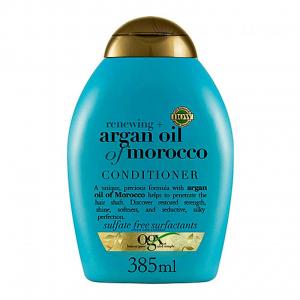 renewing +
argan oil
of morocco
CONDITIONER
A unique, precious formula with argan
oil of Morocco helps to penetrate the
hair shaft. Discover restored strength,
shine, softness, and seductive, silky
perfection.
sulfate free surfactants
ogx
385ml